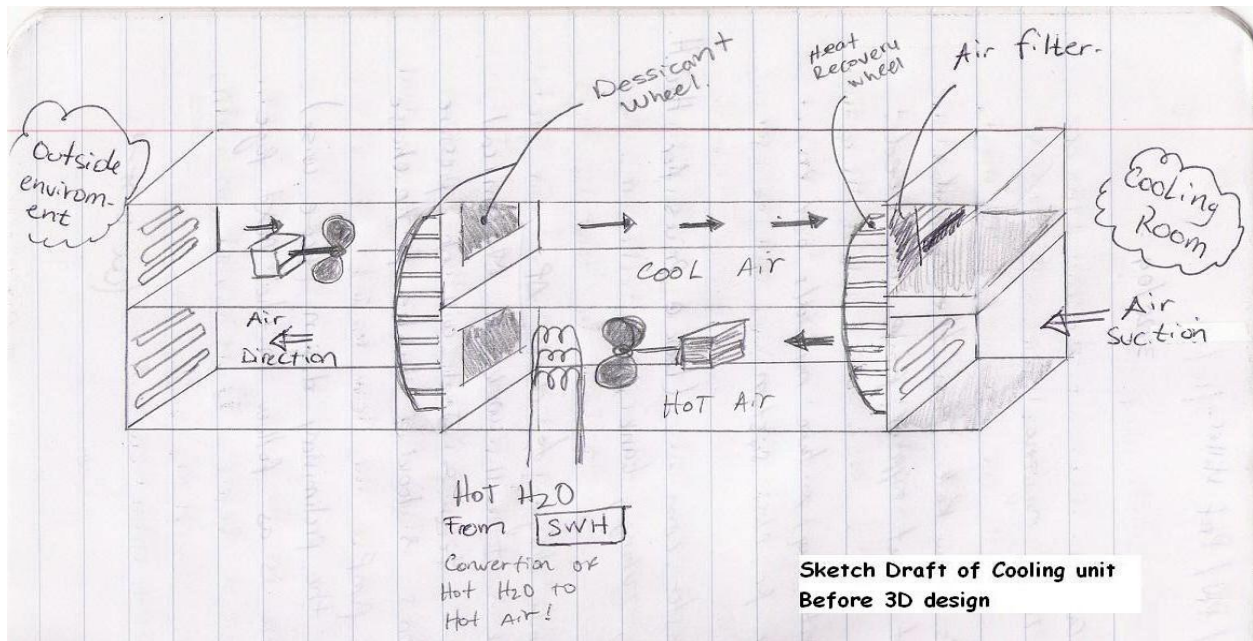 Outside
envirom-
ent
Dessicant
Wheel.
Heat
Recovery
wheel
Air filter.
Cooling
Room
COOL Air
Air
Direction
Air
Suction
HOT Air
HOT H2O
From SWH
Convertion of
Hot H2O to
Hot Air!
Sketch Draft of Cooling unit
Before 3D design